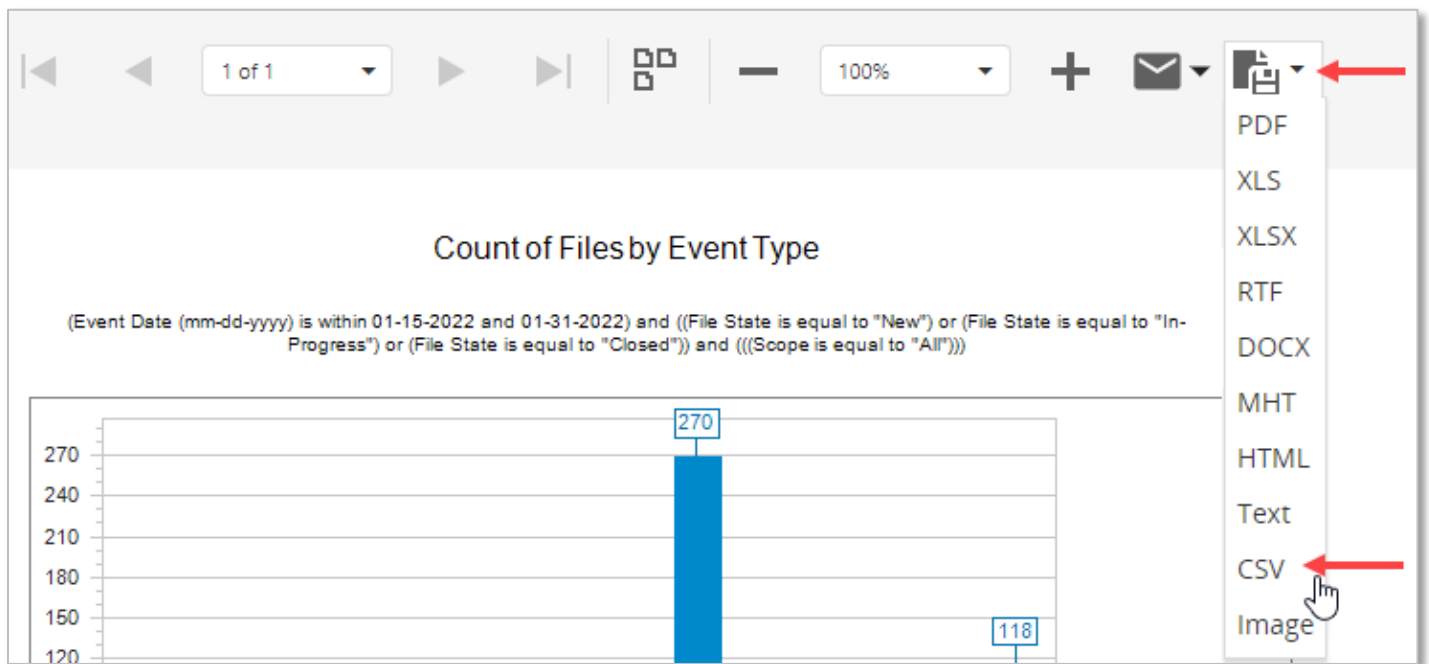 1 of 1
100%
PDF
XLS
XLSX
RTF
DOCX
MHT
HTML
Text
CSV
Image
Count of Files by Event Type
(Event Date (mm-dd-yyyy) is within 01-15-2022 and 01-31-2022) and ((File State is equal to "New") or (File State is equal to "In-
Progress") or (File State is equal to "Closed")) and (((Scope is equal to "All")))
270
270
240
210
180
150
118
120